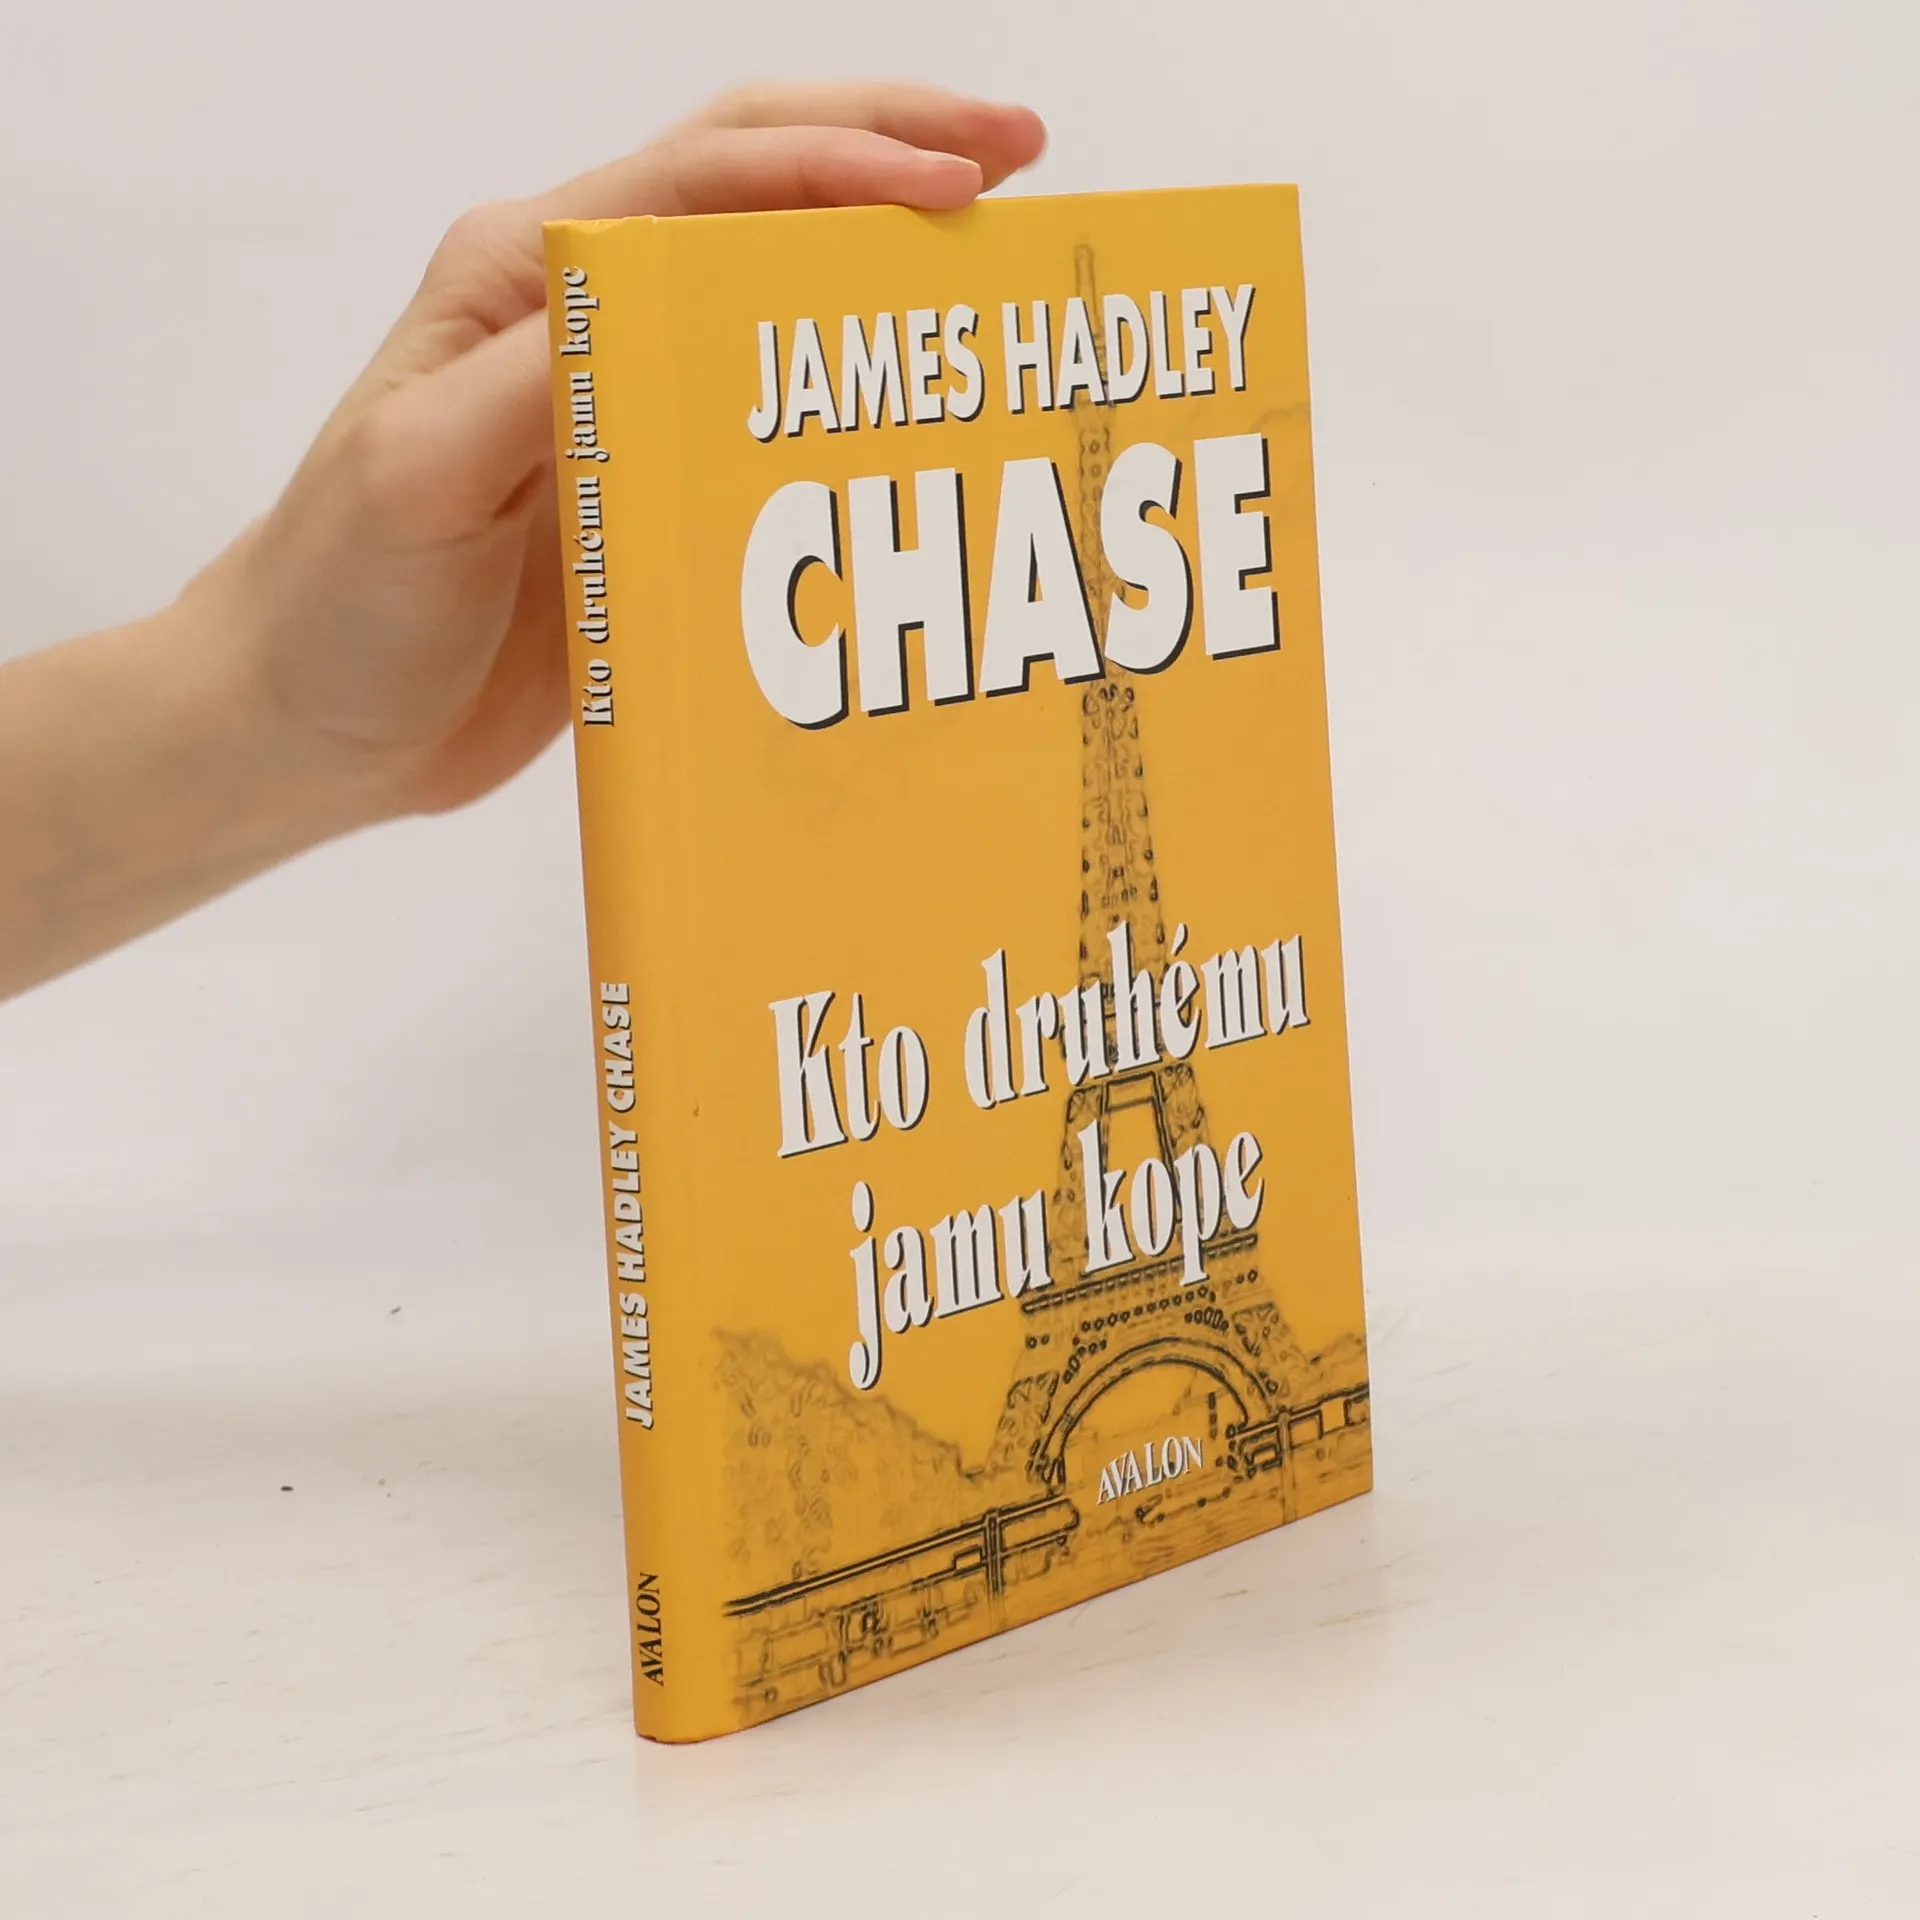 JAMES HADLEY
CHASE
Kto druhému
jamu kope
AVALON
Kto druhému jamu kope
JAMES HADLEY CHASE
AVALON